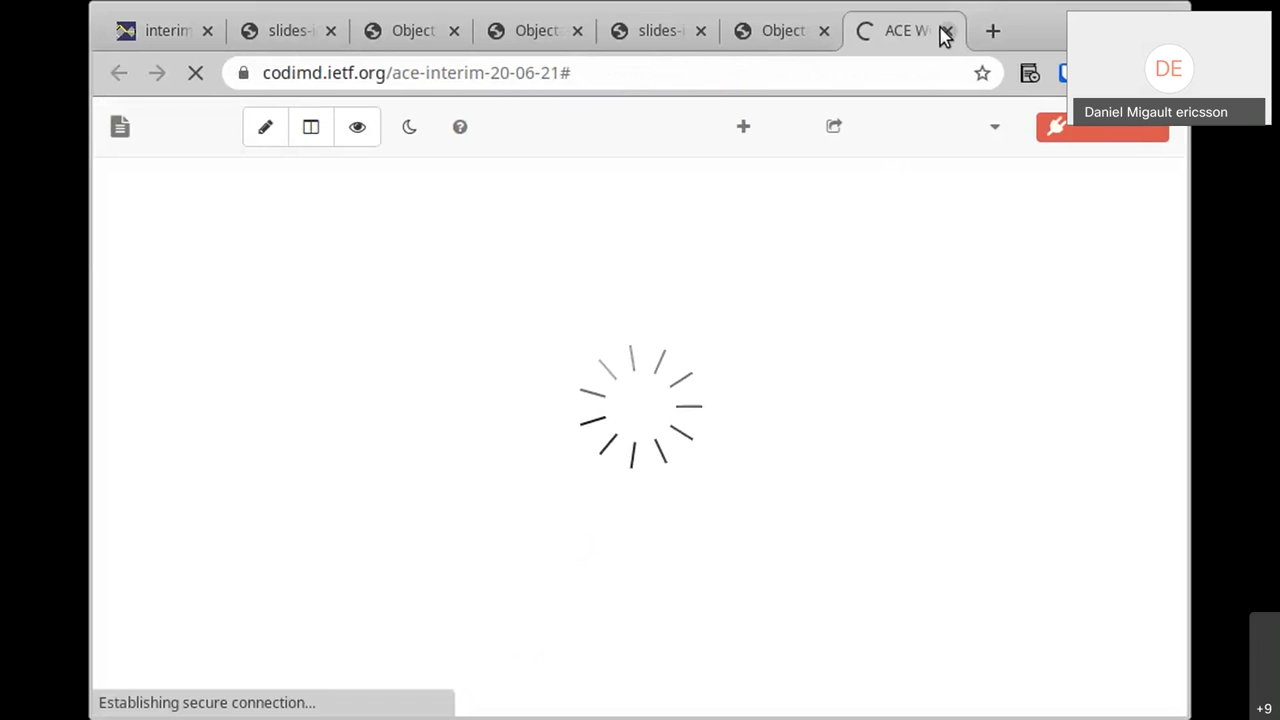 interim
slides-i
Object
Object
slides-i
Object
ACE W
codimd.ietf.org/ace-interim-20-06-21#
DE
Daniel Migault ericsson
Establishing secure connection...
+9